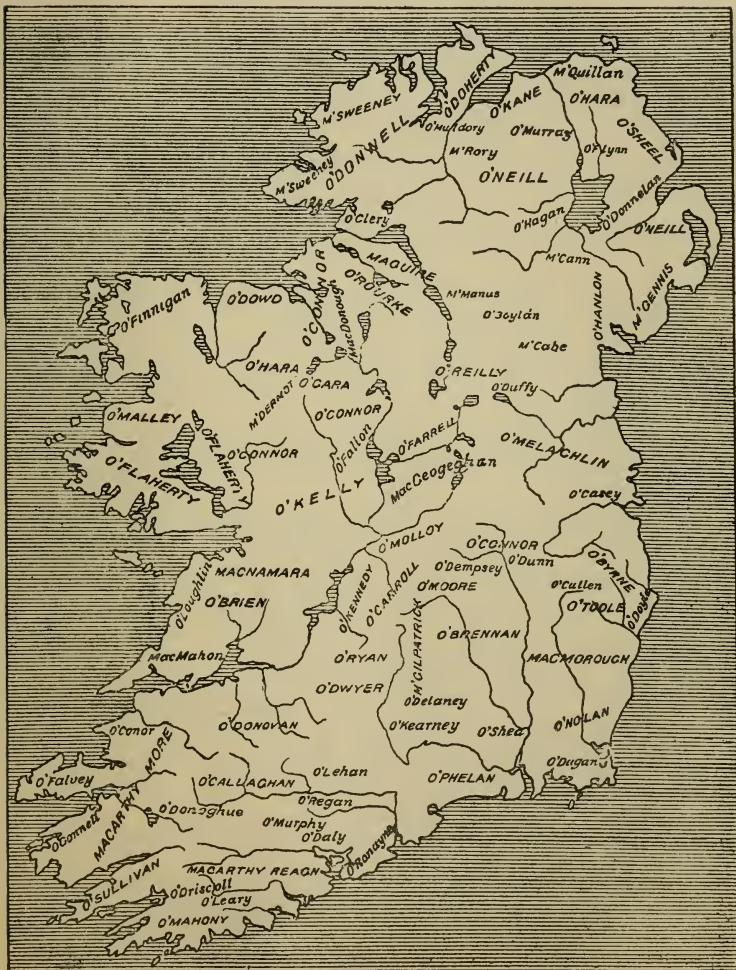 M'Quillan
O'DOHERTY
O'KANE
O'HARA
M'SWEENEY
O'DONWELL
O'Murray
O'SHEEL
O'Flynn
M'Rory
M'Sweeney
O'NEILL
O'Donnelan
O'Clery
O'Hagan
O'NEILL
M'Cann
MAGUIRE
O'CONNOR
O'ROURKE
M'GENNIS
O'HANLON
MacDonough
M'Manus
O'Finnigan
O'DOWD
M'Cabe
O'HARA
O'GARA
O'REILLY
O'Duffy
M'DERMOT
O'CONNOR
O'MALLEY
O'FLAHERTY
O'Fallon
O'FARRELL
O'MELACHLIN
O'CONNOR
O'FLAHERTY
MacGeogeghan
O'KELLY
O'Casey
O'MOLLOY
O'CONNOR
O'Dunn
O'BYRNE
O'Loughlin
MACNAMARA
O'Dempsey
O'KENNEDY
O'CARROLL
O'MOORE
O'Cullen
O'BRIEN
O'TOOLE
O'Doyle
M'GILPATRICK
O'BRENNAN
MacMahon
O'RYAN
MACMOROUGH
O'DWYER
O'Delaney
O'Conor
O'DONOVAN
O'Kearney
O'Shea
O'NOLAN
MACARTHY MORE
O'Falvey
O'CALLAGHAN
O'Lehan
O'PHELAN
O'Dugan
O'Regan
O'Donoghue
O'Connell
O'Murphy
O'Daly
O'Ronayne
O'SULLIVAN
MACARTHY REAGH
O'Driscoll
O'Leary
O'MAHONY